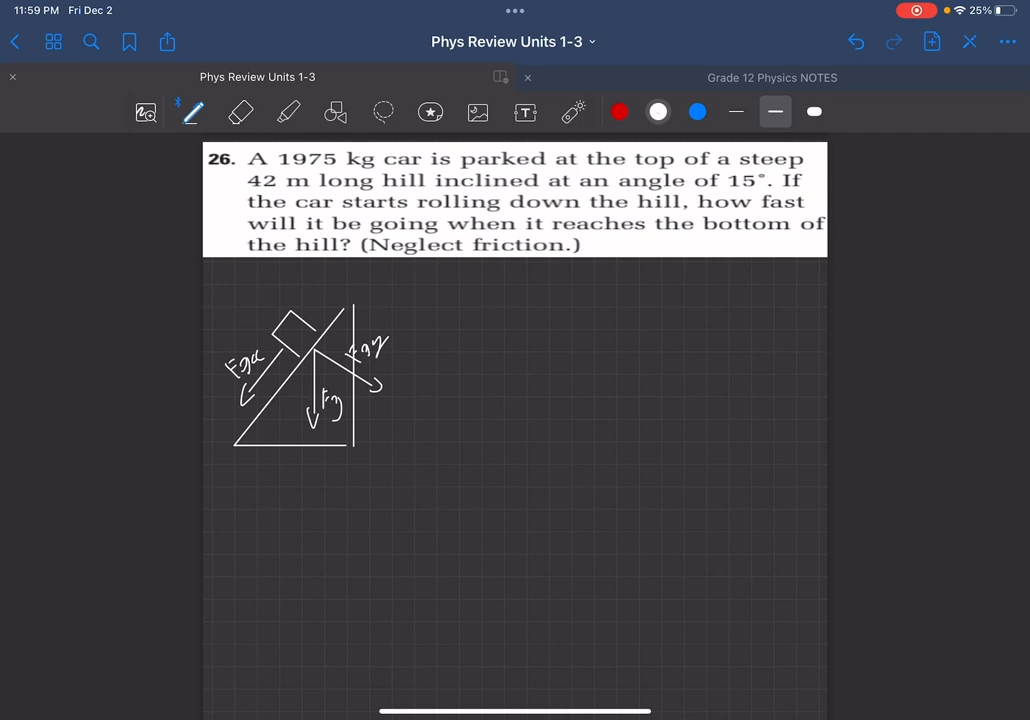 11:59 PM Fri Dec 2
25%
Phys Review Units 1-3
Phys Review Units 1-3
Grade 12 Physics NOTES
T
26. A 1975 kg car is parked at the top of a steep
42 m long hill inclined at an angle of 15°. If
the car starts rolling down the hill, how fast
will it be going when it reaches the bottom of
the hill? (Neglect friction.)
Fgx
Fgy
Fg